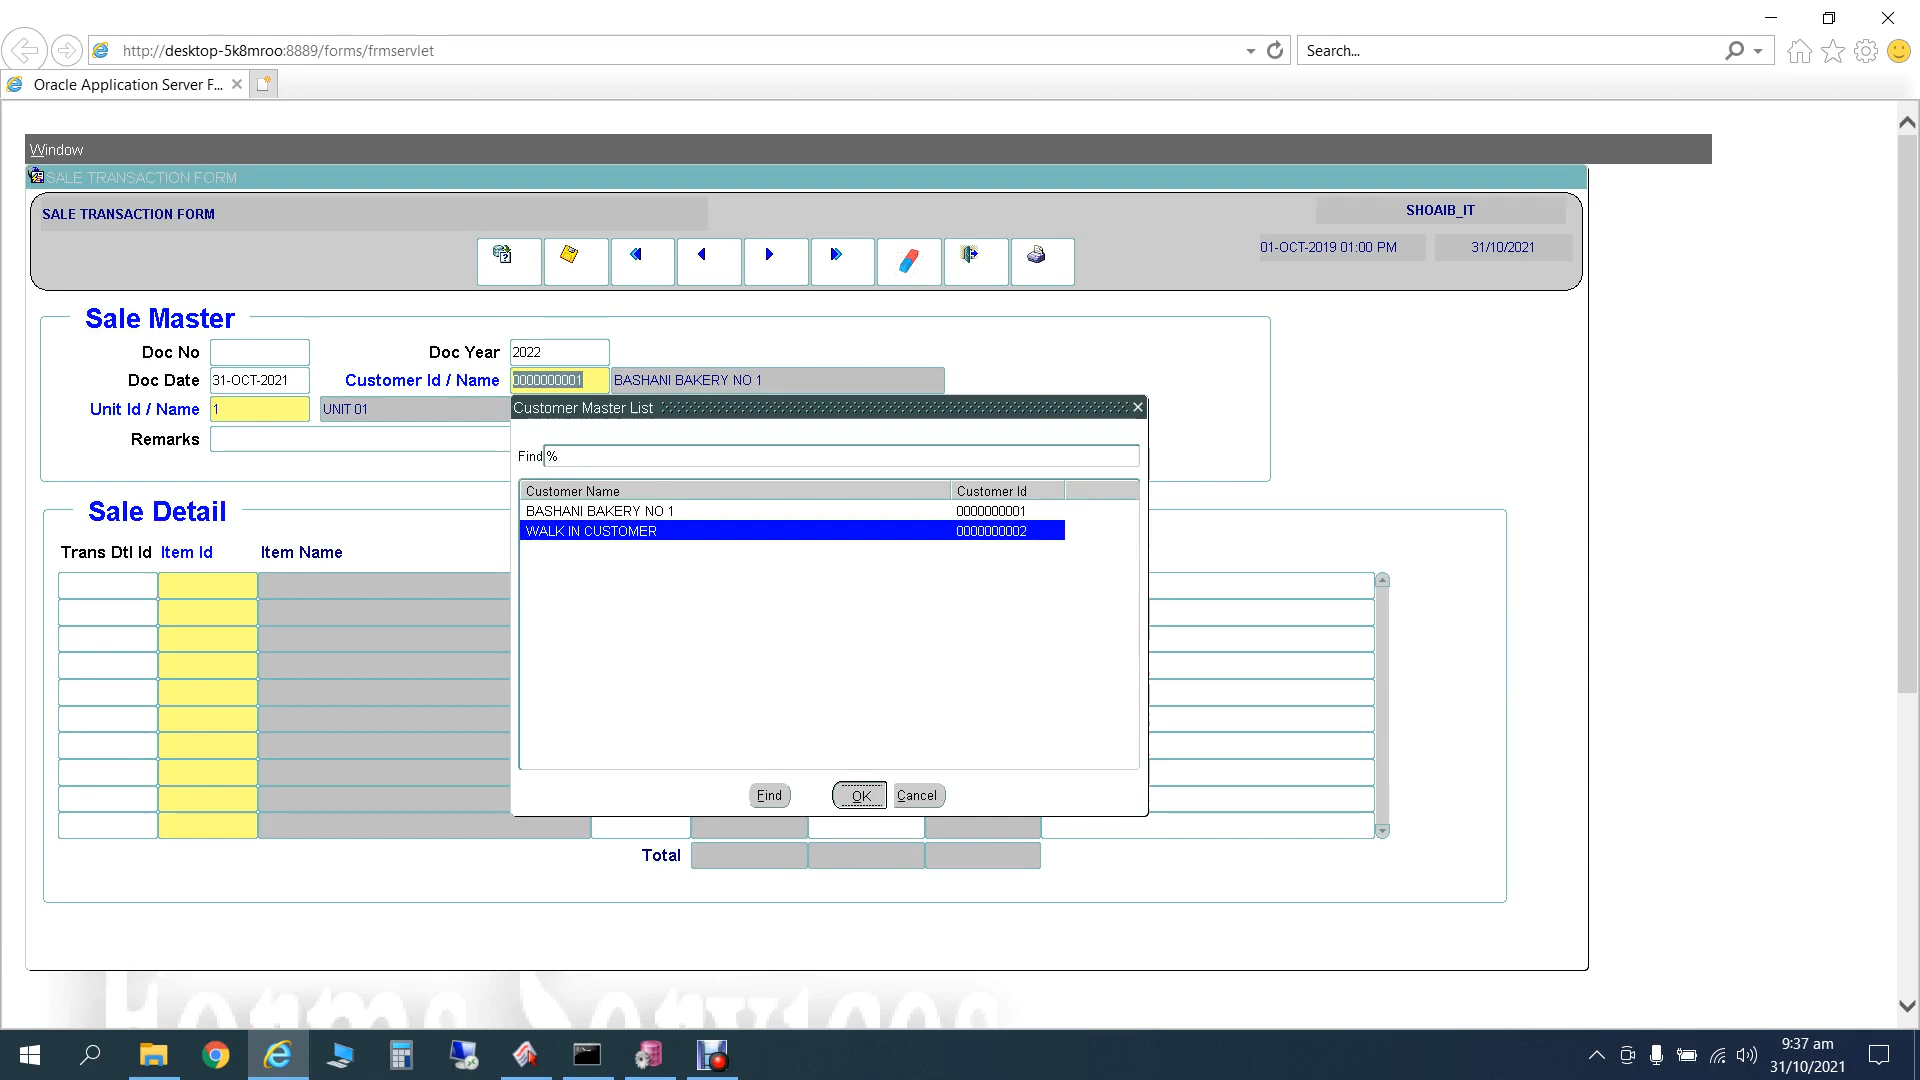 http://desktop-5k8mroo:8889/forms/frmservlet
Search...
Oracle Application Server F...
Window
SALE TRANSACTION FORM
SALE TRANSACTION FORM
SHOAIB_IT
01-OCT-2019 01:00 PM
31/10/2021
Sale Master
Doc No
Doc Year 2022
Doc Date 31-OCT-2021
Customer Id / Name 0000000001 BASHANI BAKERY NO 1
Unit Id / Name 1 UNIT 01
Remarks
Customer Master List
Find %
Customer Name Customer Id
BASHANI BAKERY NO 1 0000000001
WALK IN CUSTOMER 0000000002
Find OK Cancel
Sale Detail
Trans Dtl Id Item Id Item Name
Total
9:37 am
31/10/2021